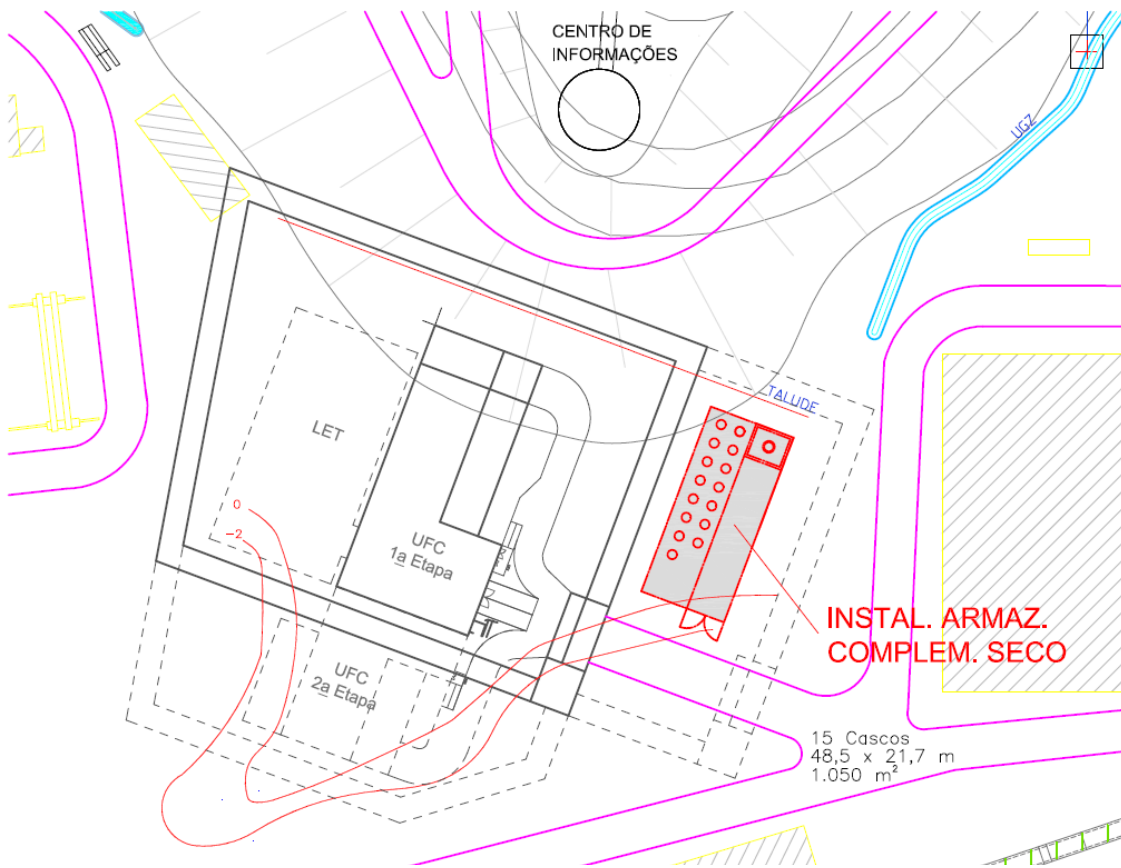 CENTRO DE
INFORMAÇÕES
UGZ
TALUDE
LET
0
-2
UFC
1a Etapa
INSTAL. ARMAZ.
COMPLEM. SECO
UFC
2a Etapa
15 Cascos
48,5 x 21,7 m
1.050 m²